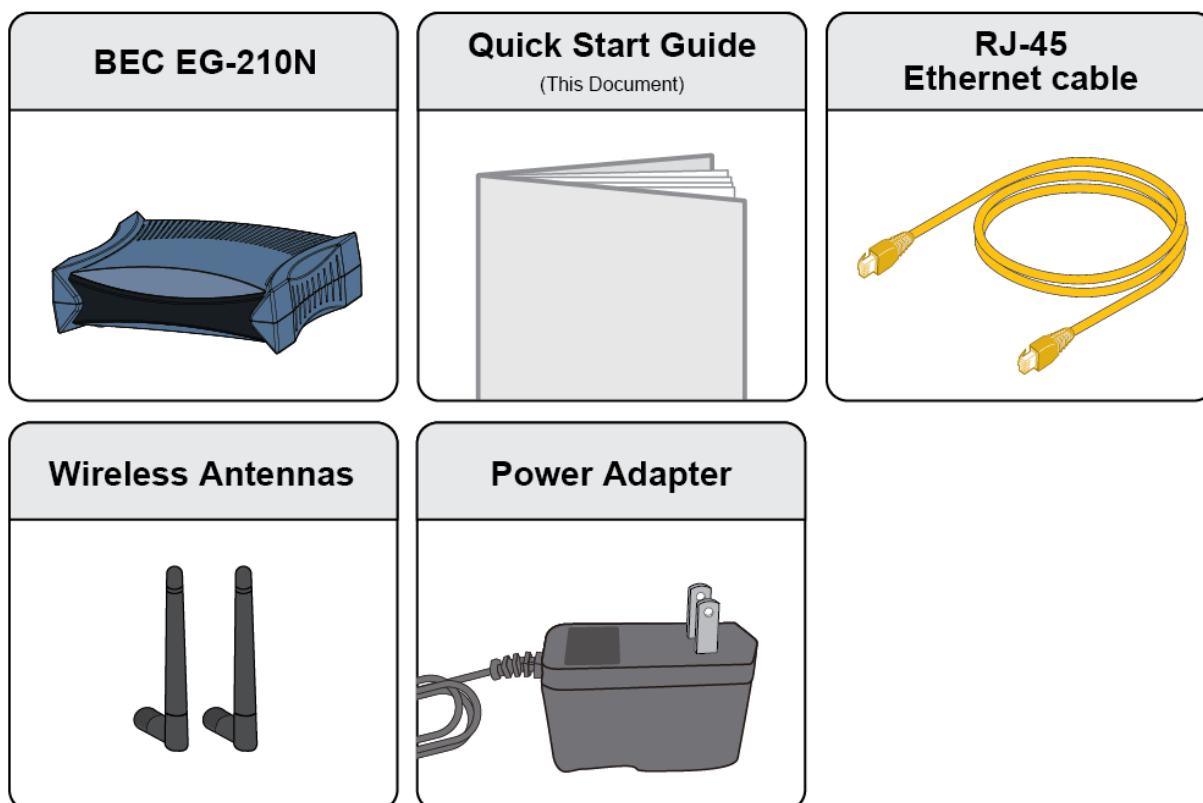 BEC EG-210N
Quick Start Guide
(This Document)
RJ-45
Ethernet cable
Wireless Antennas
Power Adapter